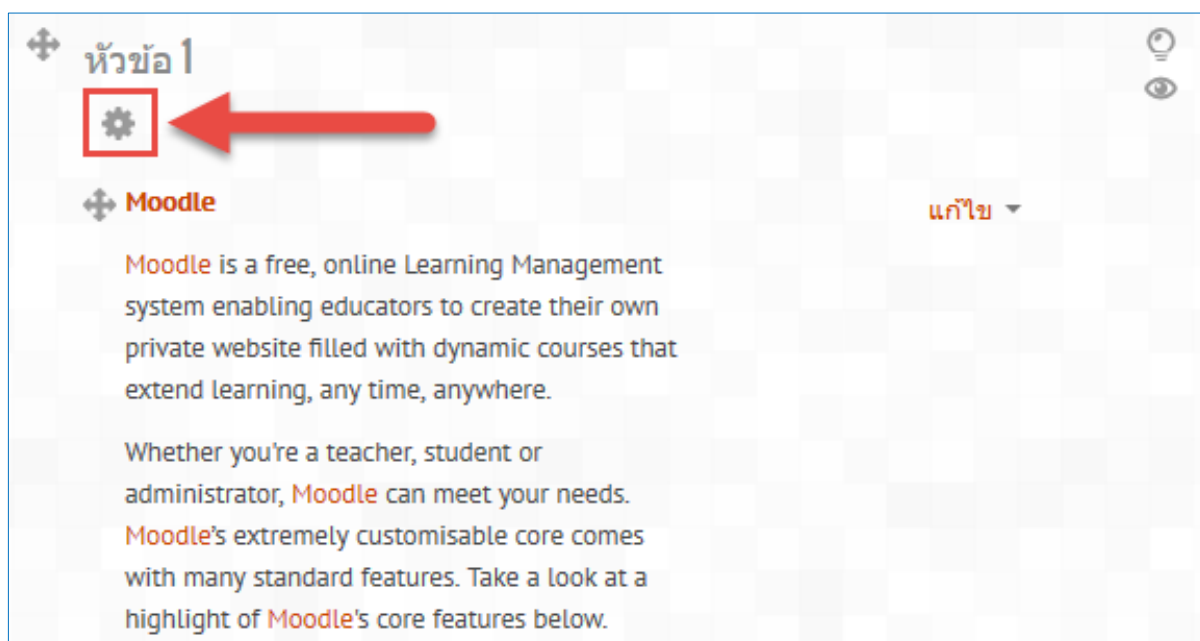 หัวข้อ 1
Moodle
แก้ไข
Moodle is a free, online Learning Management
system enabling educators to create their own
private website filled with dynamic courses that
extend learning, any time, anywhere.
Whether you're a teacher, student or
administrator, Moodle can meet your needs.
Moodle’s extremely customisable core comes
with many standard features. Take a look at a
highlight of Moodle's core features below.